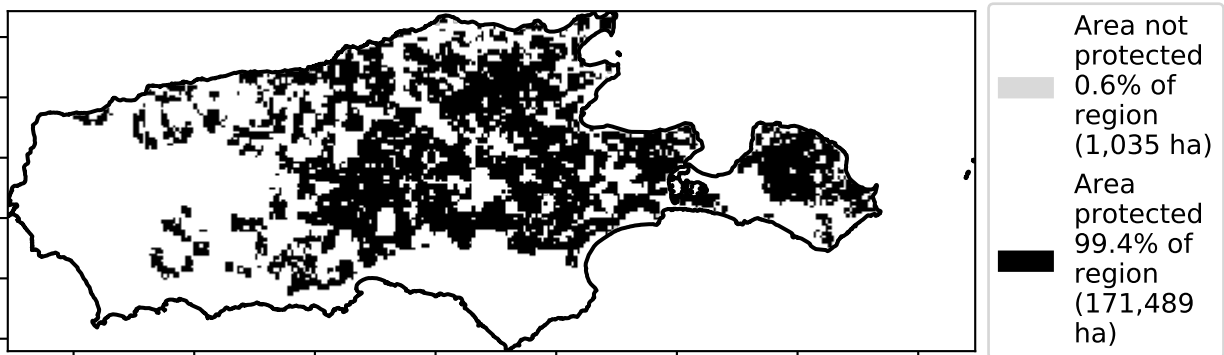 Area not
protected
0.6% of
region
(1,035 ha)
Area
protected
99.4% of
region
(171,489
ha)